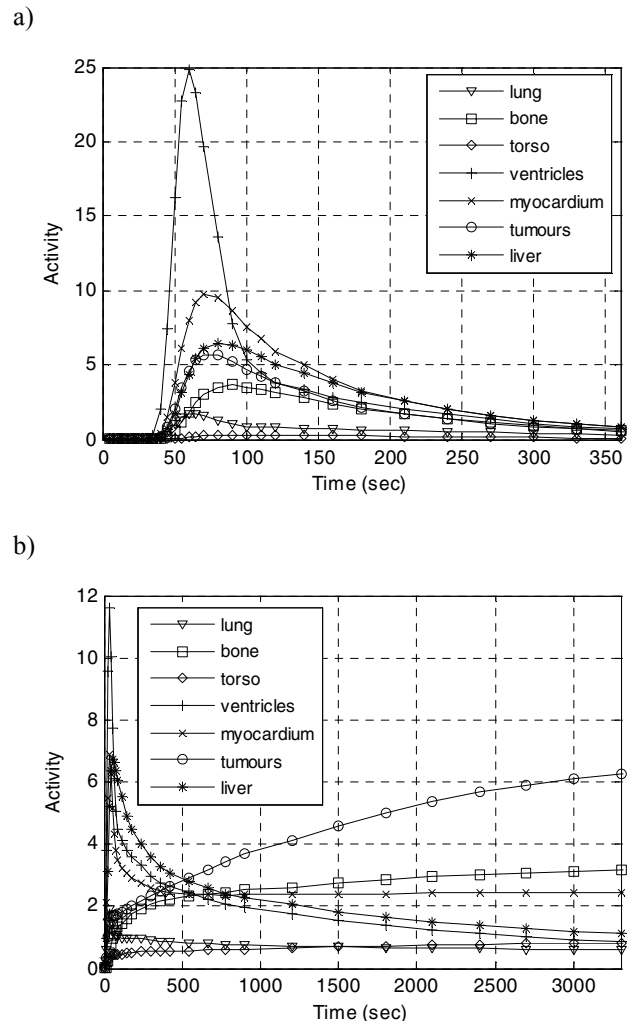 a)
25
20
15
10
5
0
Activity
0 50 100 150 200 250 300 350
Time (sec)
lung
bone
torso
ventricles
myocardium
tumours
liver
b)
12
10
8
6
4
2
0
Activity
0 500 1000 1500 2000 2500 3000
Time (sec)
lung
bone
torso
ventricles
myocardium
tumours
liver